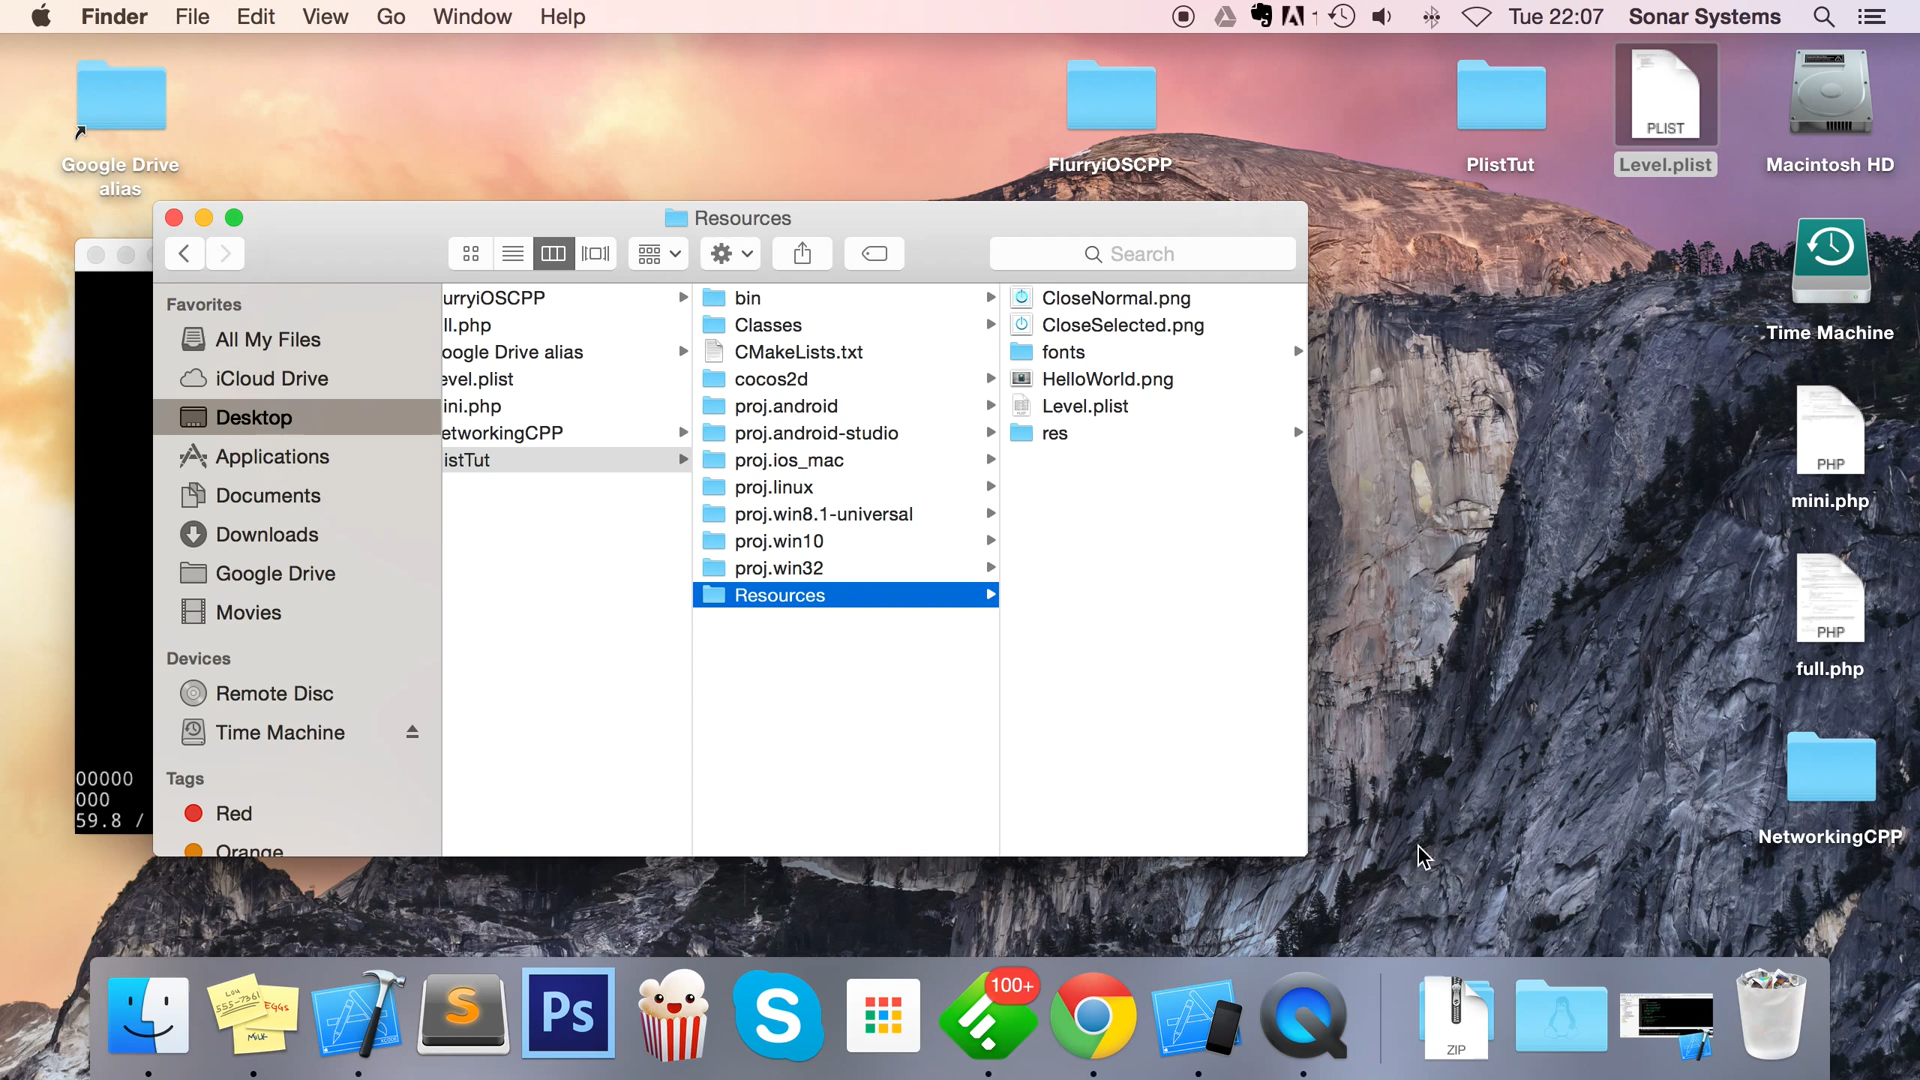 Finder File Edit View Go Window Help
Tue 22:07 Sonar Systems
Google Drive
alias
FlurryiOSCPP
PlistTut
PLIST
Level.plist
Macintosh HD
Resources
Search
Time Machine
Favorites
All My Files
iCloud Drive
Desktop
Applications
Documents
Downloads
Google Drive
Movies
Devices
Remote Disc
Time Machine
Tags
Red
Orange
urryiOSCPP
ll.php
oogle Drive alias
evel.plist
ini.php
etworkingCPP
istTut
bin
Classes
CMakeLists.txt
cocos2d
proj.android
proj.android-studio
proj.ios_mac
proj.linux
proj.win8.1-universal
proj.win10
proj.win32
Resources
CloseNormal.png
CloseSelected.png
fonts
HelloWorld.png
Level.plist
res
PHP
mini.php
PHP
full.php
NetworkingCPP
00000
000
59.8 /
555-7361
EGGS
MILK
S
Ps
S
100+
ZIP